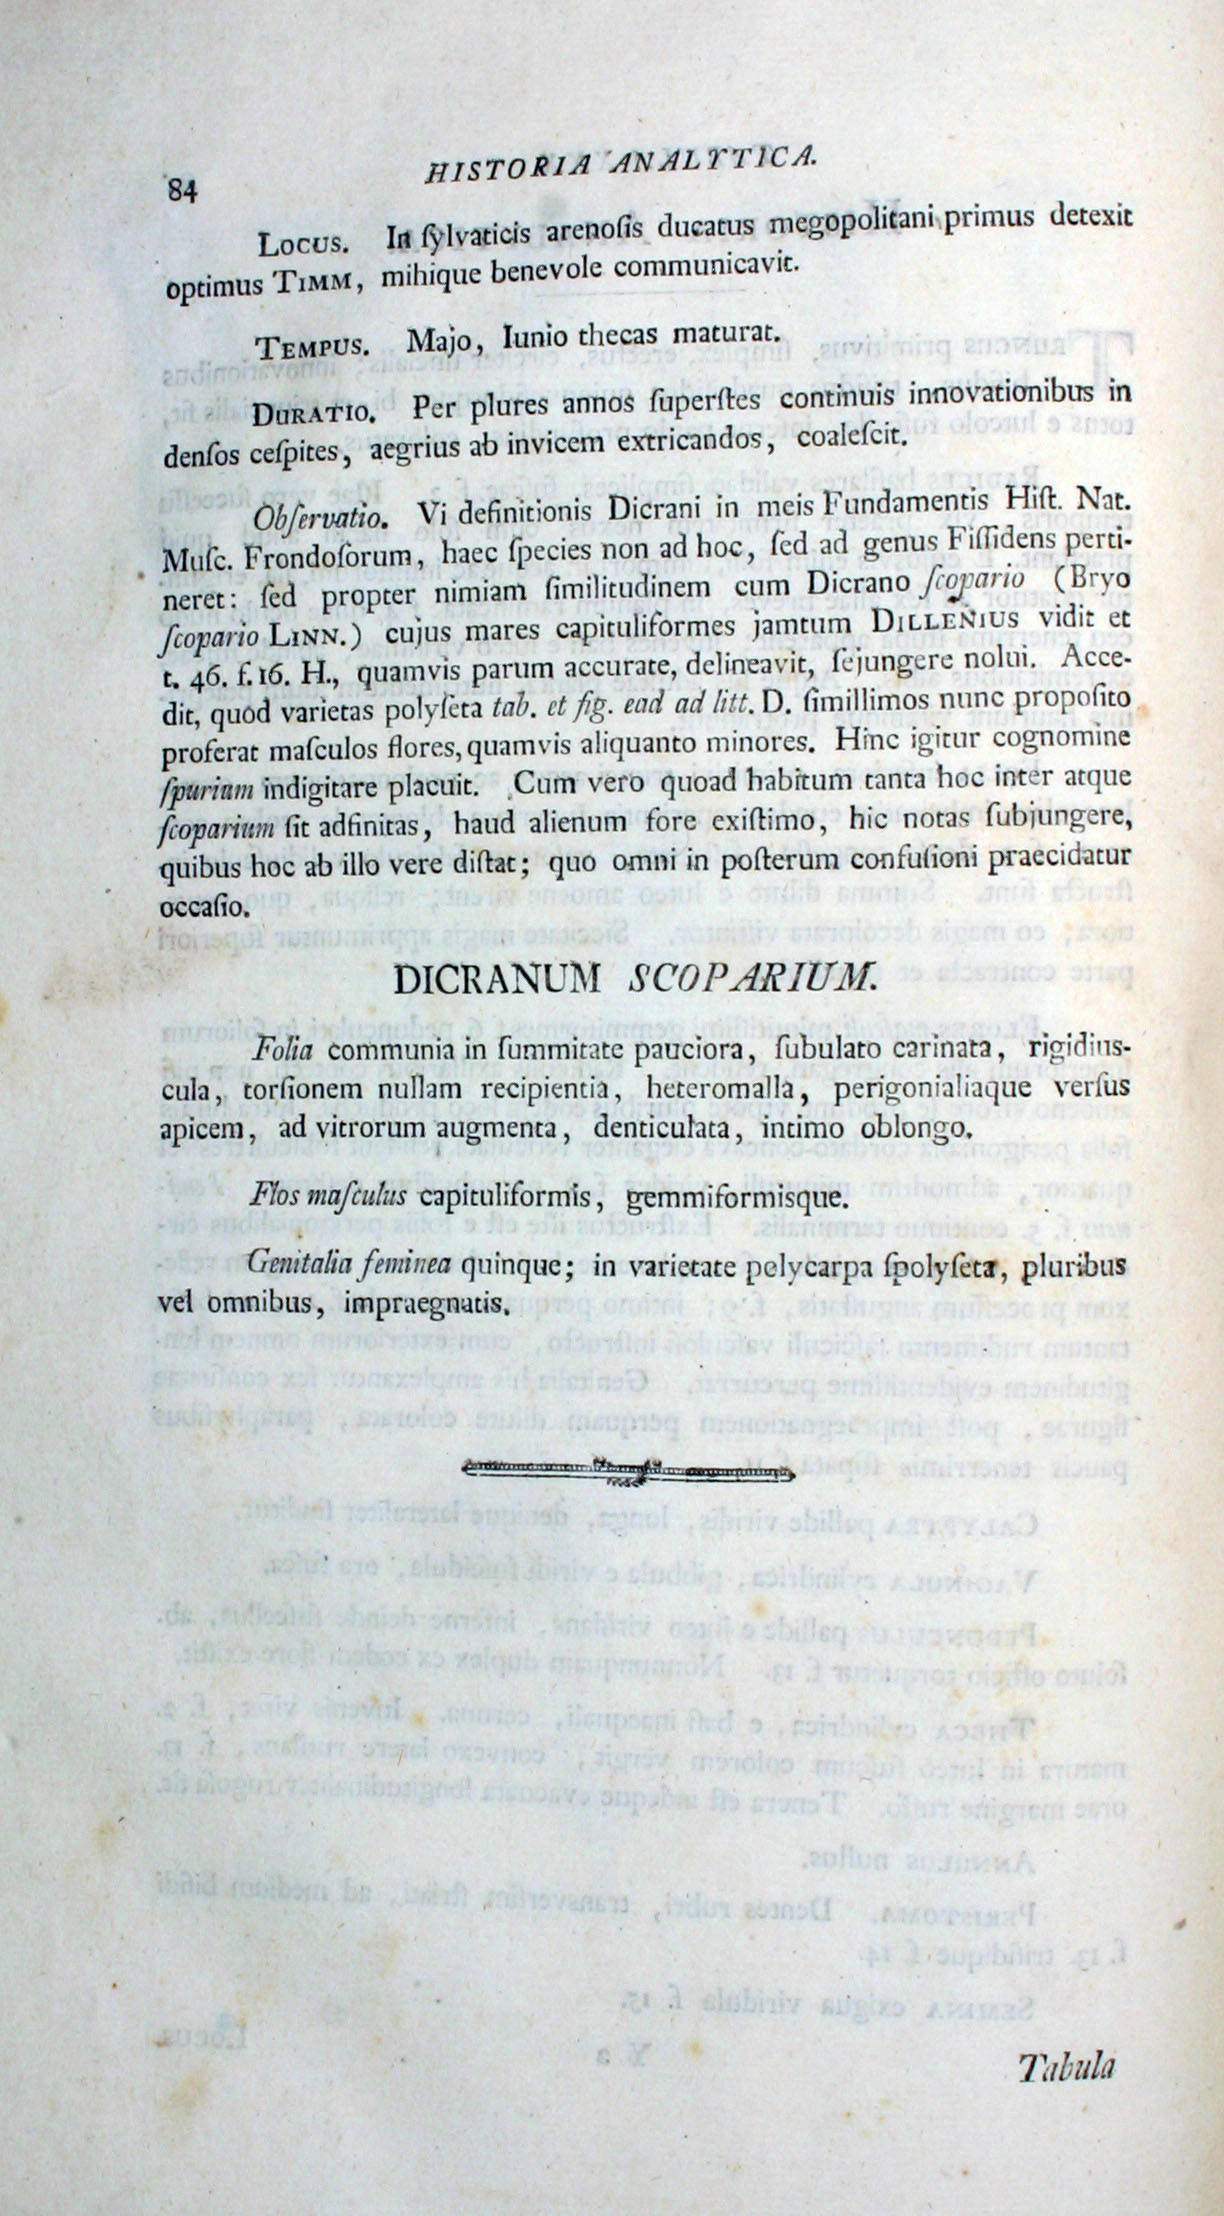 84
HISTORIA ANALYTICA.
Locus. In ſylvaticis arenoſis ducatus megopolitani primus detexit
optimus Timm, mihique benevole communicavit.
Tempus. Majo, Iunio thecas maturat.
Duratio. Per plures annos ſuperſtes continuis innovationibus in
denſos ceſpites, aegrius ab invicem extricandos, coaleſcit.
Obſervatio. Vi definitionis Dicrani in meis Fundamentis Hiſt. Nat.
Muſc. Frondoſorum, haec ſpecies non ad hoc, ſed ad genus Fiſſidens perti-
neret: ſed propter nimiam ſimilitudinem cum Dicrano ſcopario (Bryo
ſcopario Linn.) cujus mares capituliformes jamtum Dillenius vidit et
t. 46. f. 16. H., quamvis parum accurate, delineavit, ſejungere nolui. Acce-
dit, quod varietas polyſeta tab. et fig. ead ad litt. D. ſimillimos nunc propoſito
proferat maſculos flores, quamvis aliquanto minores. Hinc igitur cognomine
ſpurium indigitare placuit. Cum vero quoad habitum tanta hoc inter atque
ſcoparium ſit adfinitas, haud alienum fore exiſtimo, hic notas ſubjungere,
quibus hoc ab illo vere diſtat; quo omni in poſterum confuſioni praecidatur
occaſio.
DICRANUM SCOPARIUM.
Folia communia in ſummitate pauciora, ſubulato carinata, rigidius-
cula, torſionem nullam recipientia, heteromalla, perigonialiaque verſus
apicem, ad vitrorum augmenta, denticulata, intimo oblongo.
Flos maſculus capituliformis, gemmiformisque.
Genitalia feminea quinque; in varietate polycarpa ſpolyſeta, pluribus
vel omnibus, impraegnatis.
Tabula